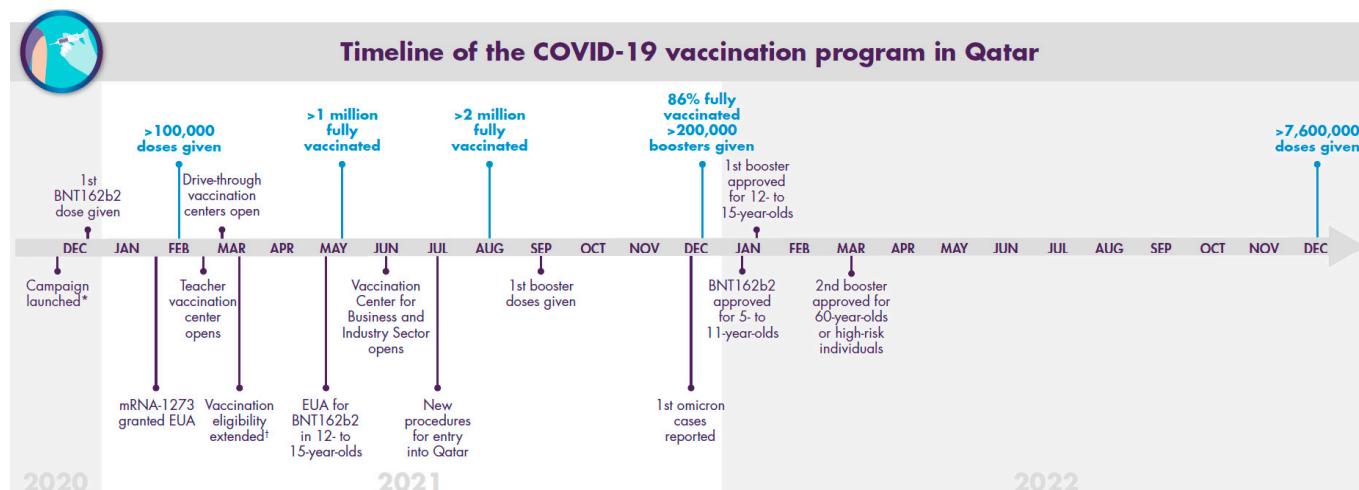 Timeline of the COVID-19 vaccination program in Qatar
>100,000
doses given
>1 million
fully
vaccinated
>2 million
fully
vaccinated
86% fully
vaccinated
>200,000
boosters given
>7,600,000
doses given
1st
BNT162b2
dose given
Drive-through
vaccination
centers open
1st booster
approved
for 12- to
15-year-olds
DEC JAN FEB MAR APR MAY JUN JUL AUG SEP OCT NOV DEC JAN FEB MAR APR MAY JUN JUL AUG SEP OCT NOV DEC
Campaign
launched*
Teacher
vaccination
center
opens
Vaccination
Center for
Business and
Industry Sector
opens
1st booster
doses given
BNT162b2
approved
for 5- to
11-year-olds
2nd booster
approved for
60-year-olds
or high-risk
individuals
mRNA-1273
granted EUA
Vaccination
eligibility
extended†
EUA for
BNT162b2
in 12- to
15-year-olds
New
procedures
for entry
into Qatar
1st omicron
cases
reported
2020 2021 2022